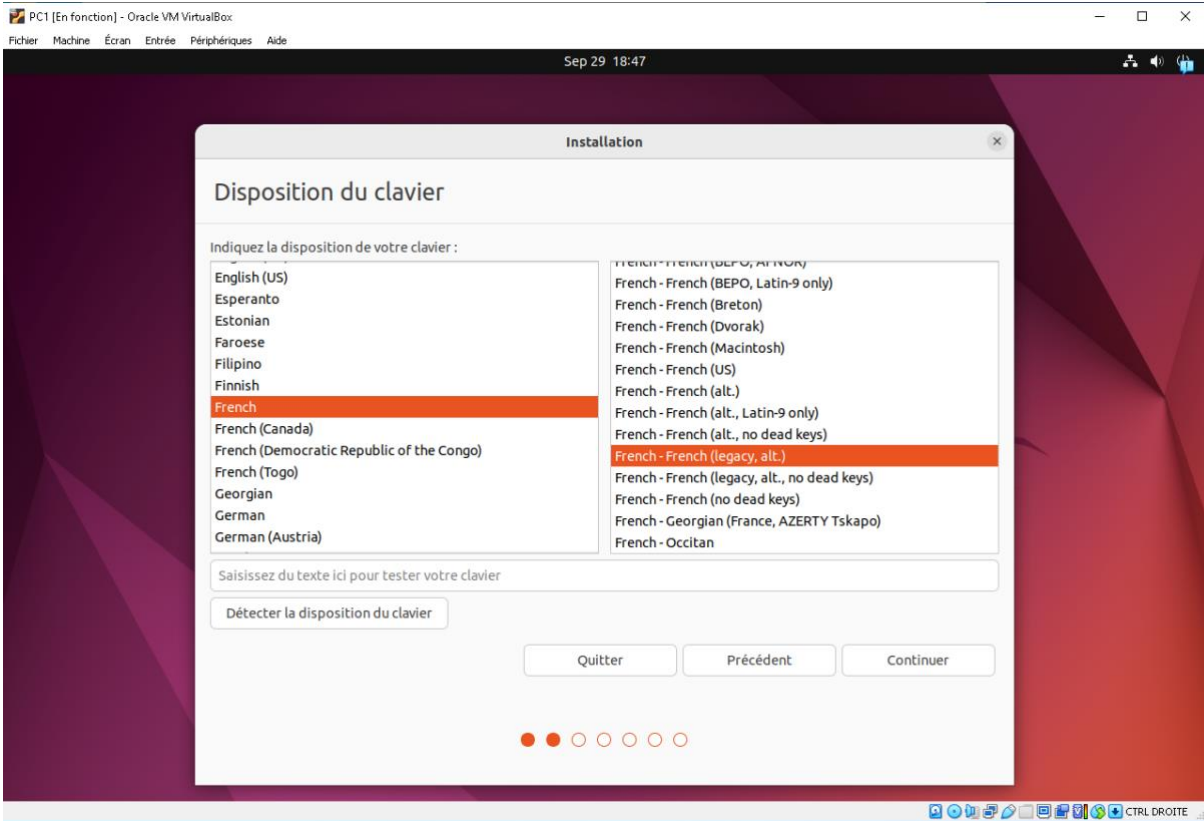 PC1 [En fonction] - Oracle VM VirtualBox
Fichier Machine Écran Entrée Périphériques Aide
Sep 29 18:47
Installation
Disposition du clavier
Indiquez la disposition de votre clavier :
English (US)
Esperanto
Estonian
Faroese
Filipino
Finnish
French
French (Canada)
French (Democratic Republic of the Congo)
French (Togo)
Georgian
German
German (Austria)
French - French (BEPO, AFNOR)
French - French (BEPO, Latin-9 only)
French - French (Breton)
French - French (Dvorak)
French - French (Macintosh)
French - French (US)
French - French (alt.)
French - French (alt., Latin-9 only)
French - French (alt., no dead keys)
French - French (legacy, alt.)
French - French (legacy, alt., no dead keys)
French - French (no dead keys)
French - Georgian (France, AZERTY Tskapo)
French - Occitan
Saisissez du texte ici pour tester votre clavier
Détecter la disposition du clavier
Quitter Précédent Continuer
CTRL DROITE